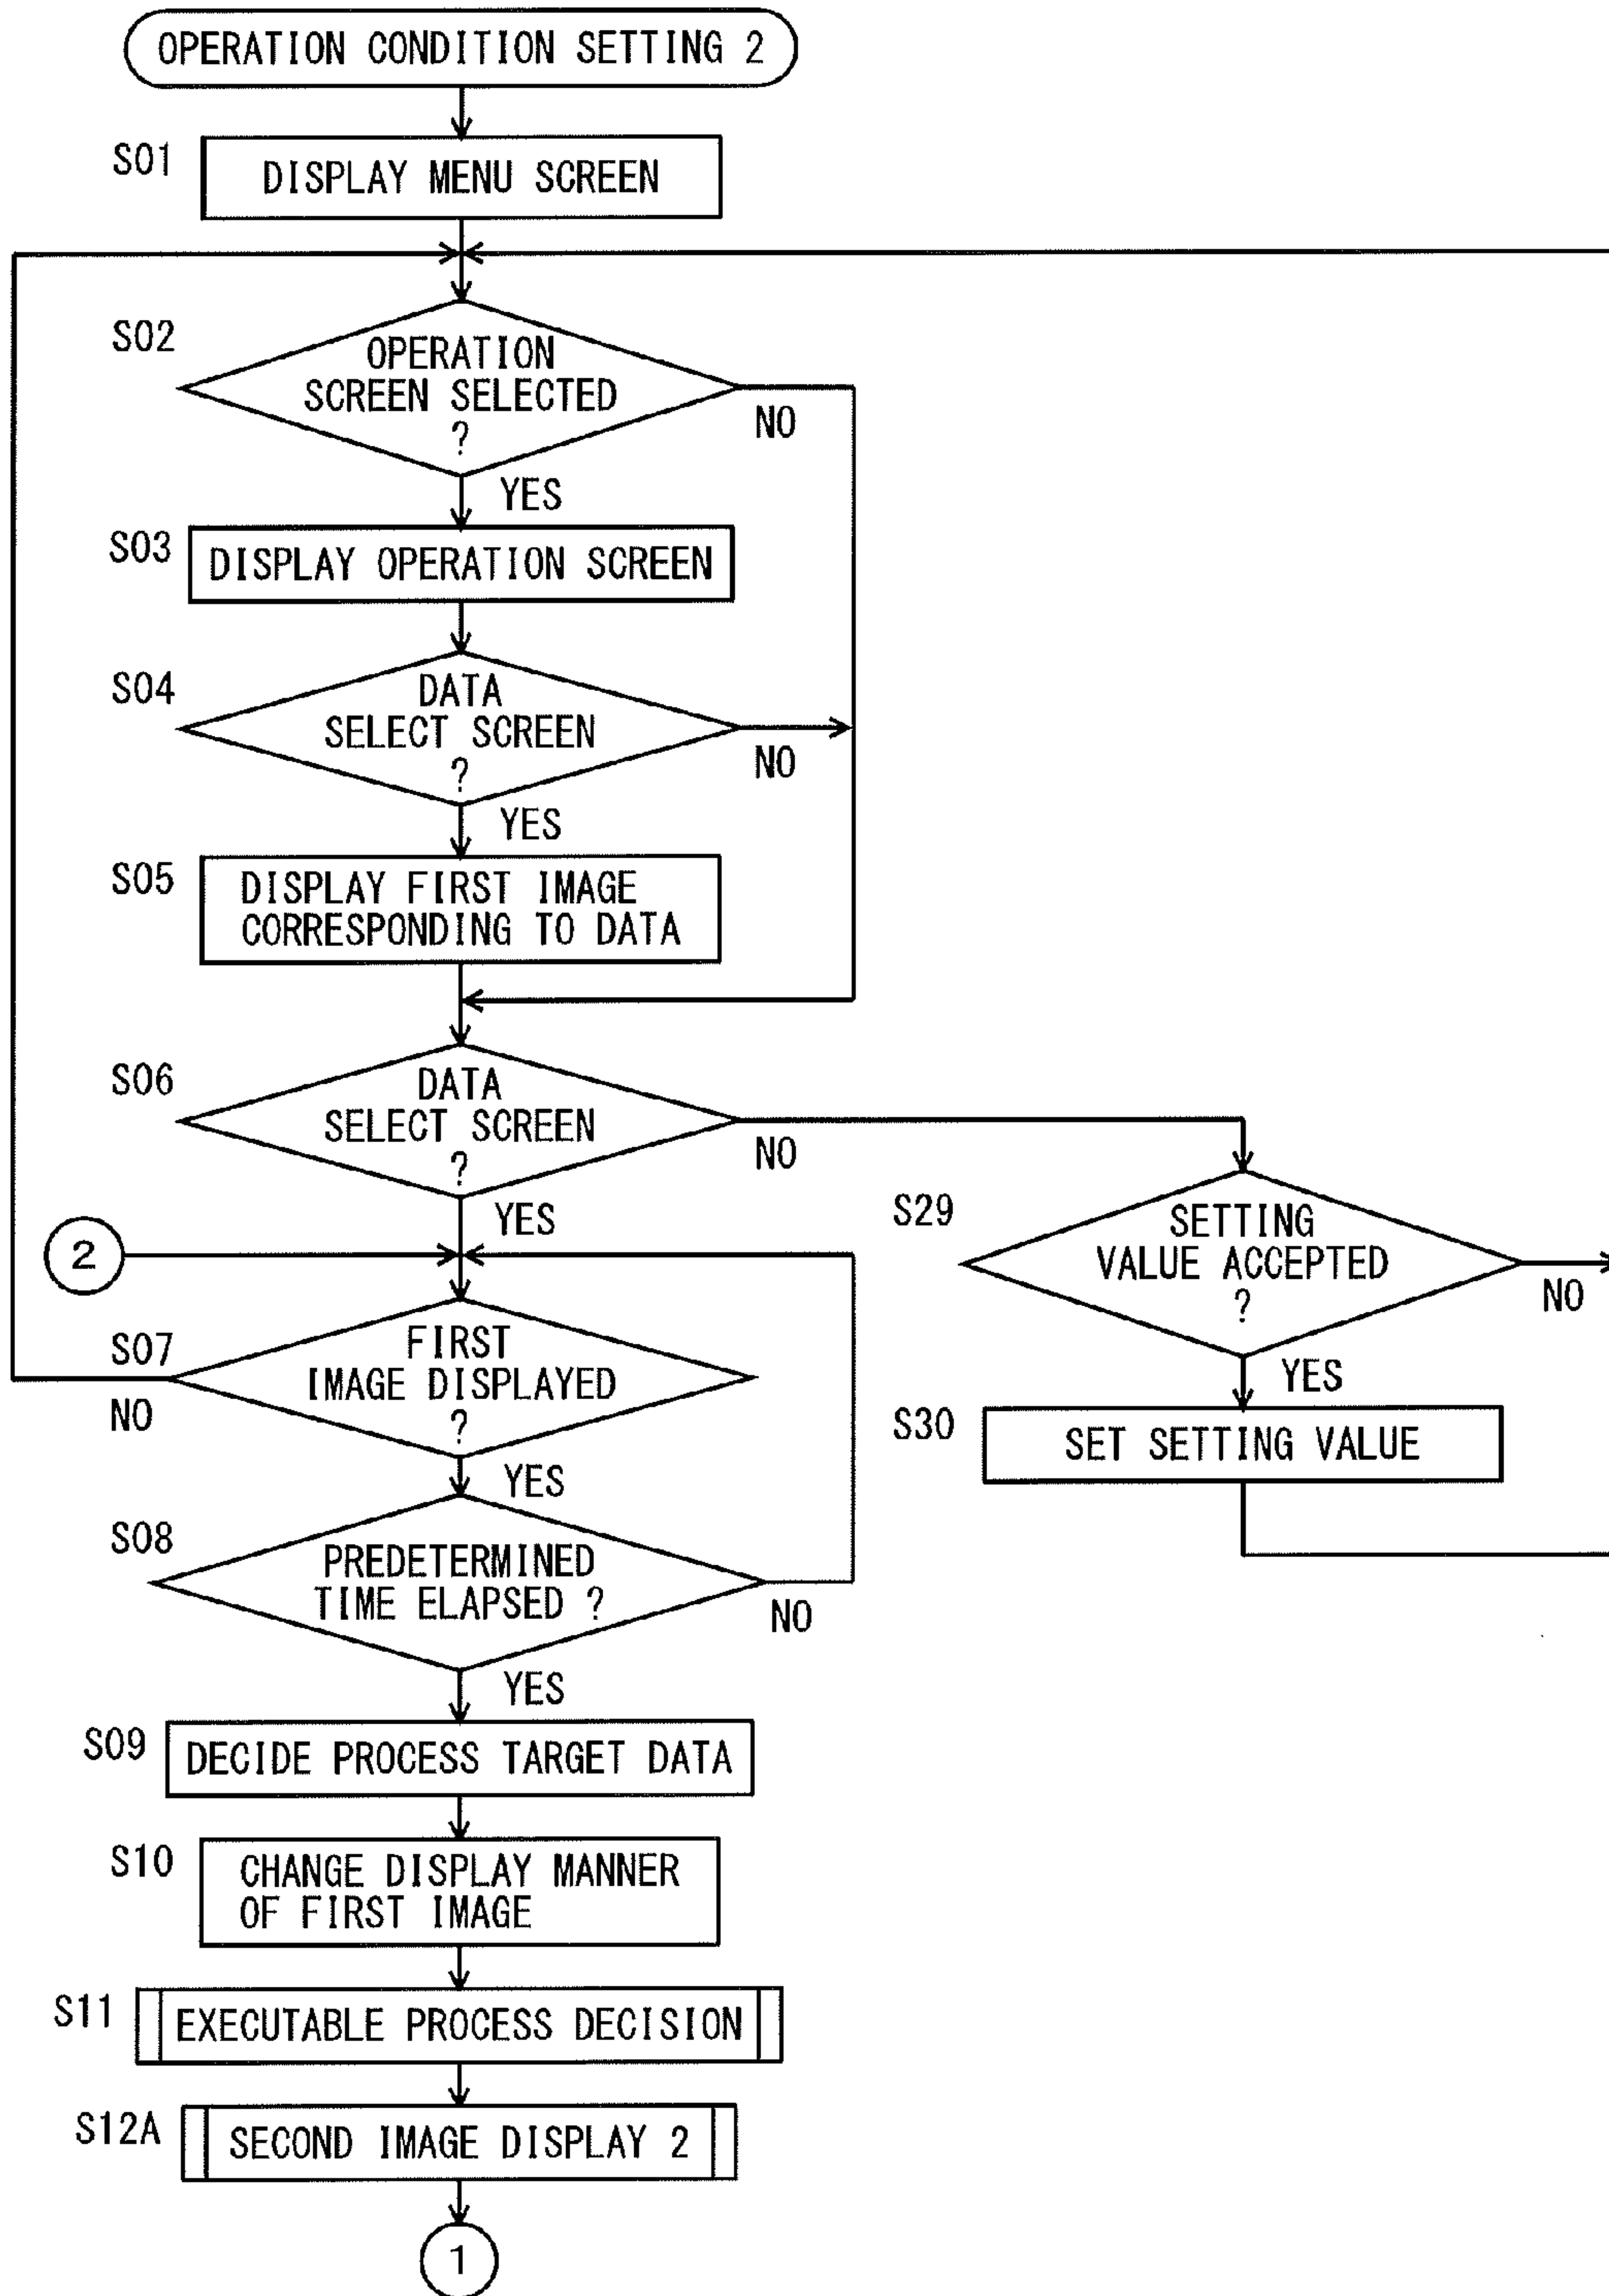 OPERATION CONDITION SETTING 2
S01
DISPLAY MENU SCREEN
S02
OPERATION
SCREEN SELECTED
?
NO
YES
S03
DISPLAY OPERATION SCREEN
S04
DATA
SELECT SCREEN
?
NO
YES
S05
DISPLAY FIRST IMAGE
CORRESPONDING TO DATA
S06
DATA
SELECT SCREEN
?
NO
YES
S29
SETTING
VALUE ACCEPTED
?
NO
YES
S30
SET SETTING VALUE
2
S07
FIRST
IMAGE DISPLAYED
?
NO
YES
S08
PREDETERMINED
TIME ELAPSED ?
NO
YES
S09
DECIDE PROCESS TARGET DATA
S10
CHANGE DISPLAY MANNER
OF FIRST IMAGE
S11
EXECUTABLE PROCESS DECISION
S12A
SECOND IMAGE DISPLAY 2
1